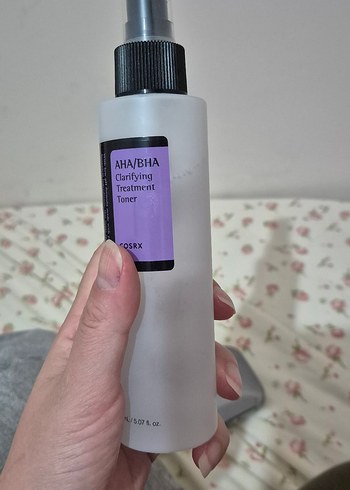 AHA/BHA
Clarifying
Treatment
Toner
COSRX
5.07 fl. oz.